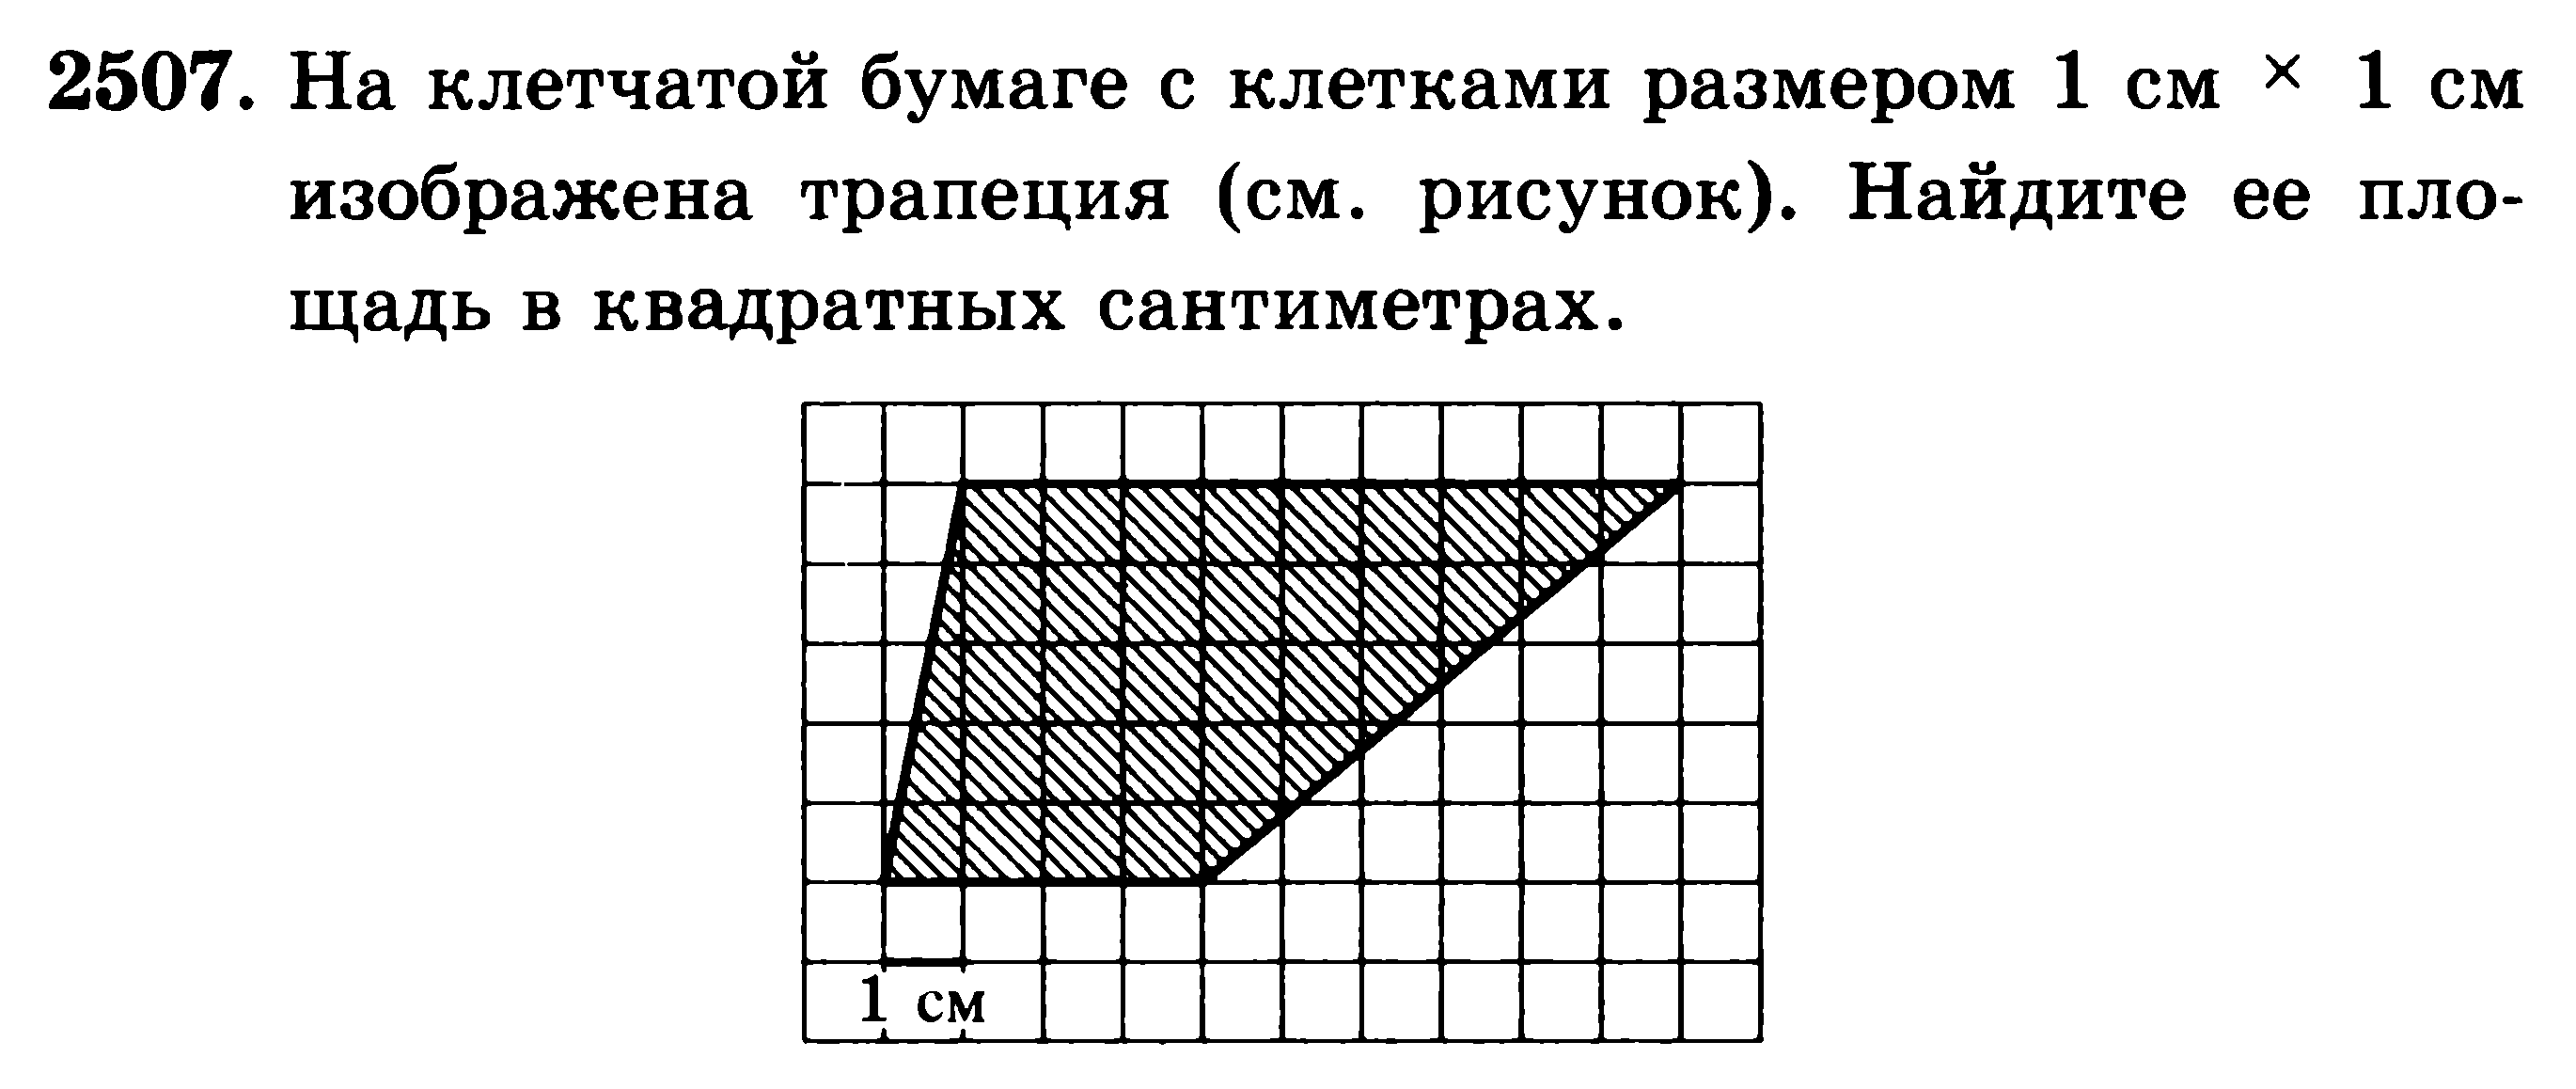 2507. На клетчатой бумаге с клетками размером 1 см × 1 см
изображена трапеция (см. рисунок). Найдите ее пло-
щадь в квадратных сантиметрах.
1 см